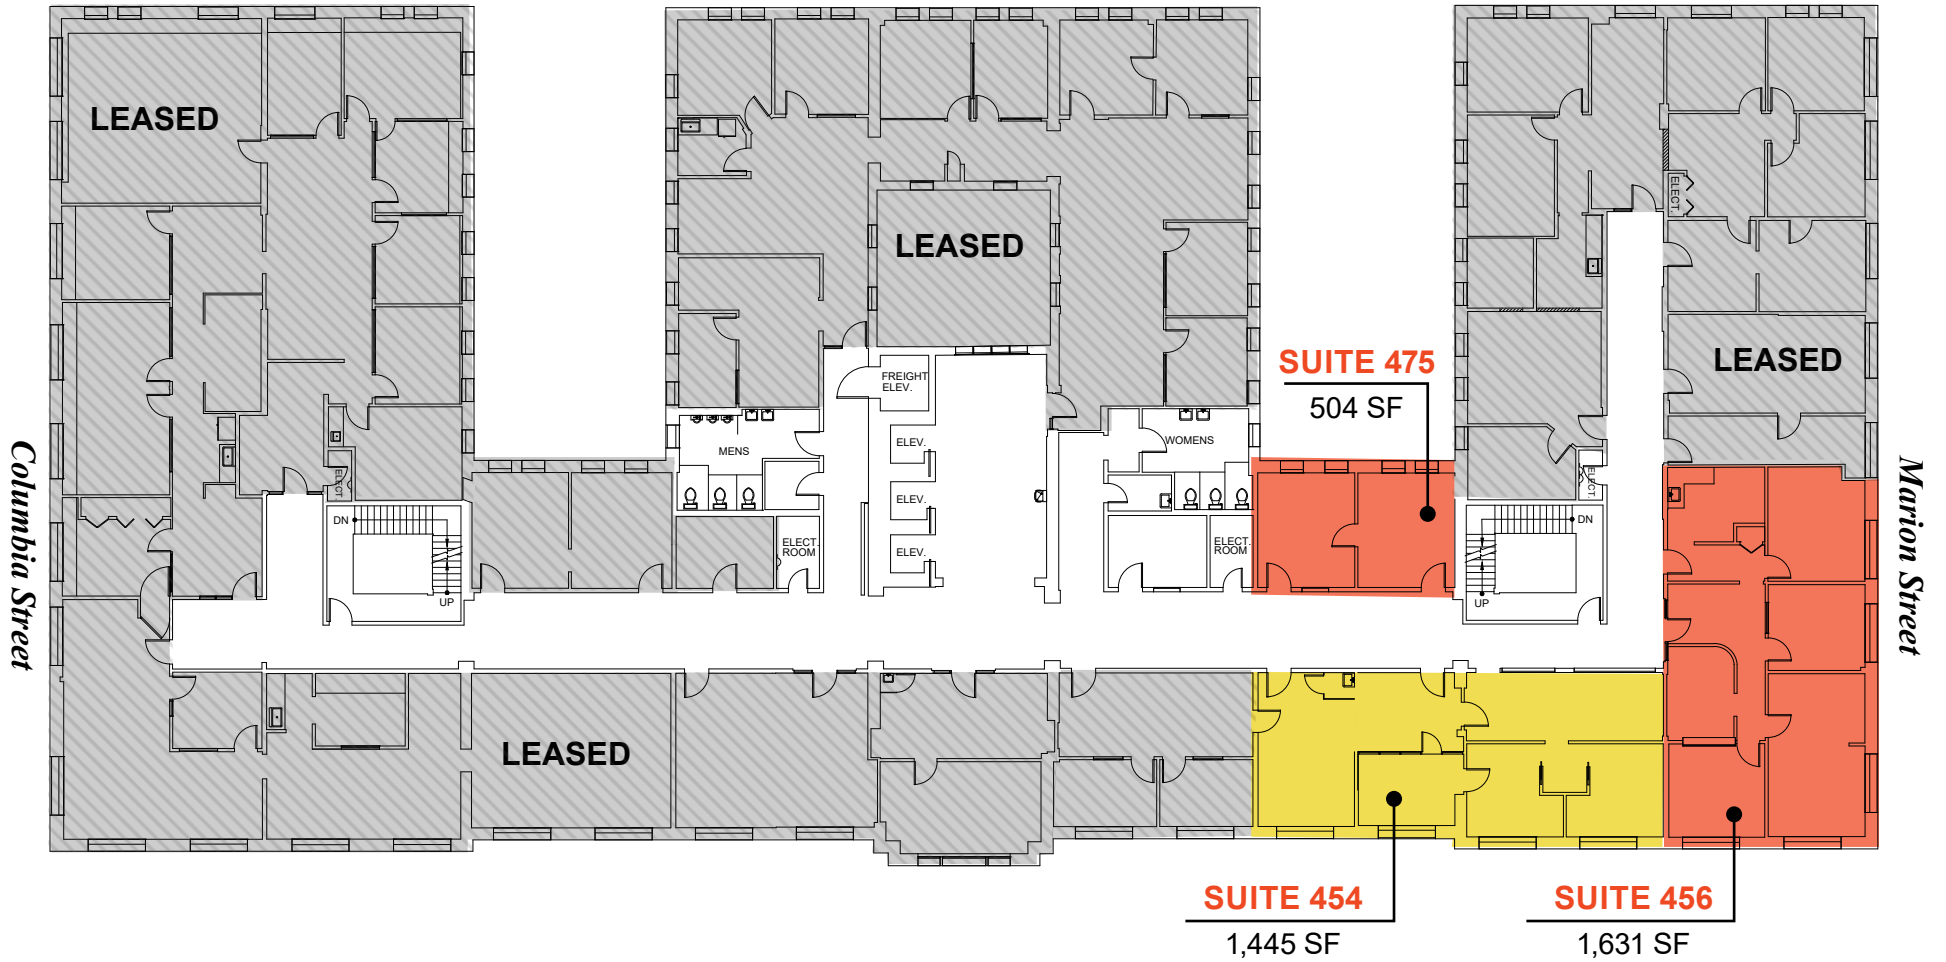 LEASED
LEASED
ELECT.
SUITE 475
504 SF
LEASED
FREIGHT
ELEV.
ELEV.
MENS
WOMENS
ELECT.
ELECT.
ELEV.
DN
DN
ELECT.
ROOM
ELECT.
ROOM
ELEV.
UP
UP
Columbia Street
Marion Street
LEASED
SUITE 454
1,445 SF
SUITE 456
1,631 SF